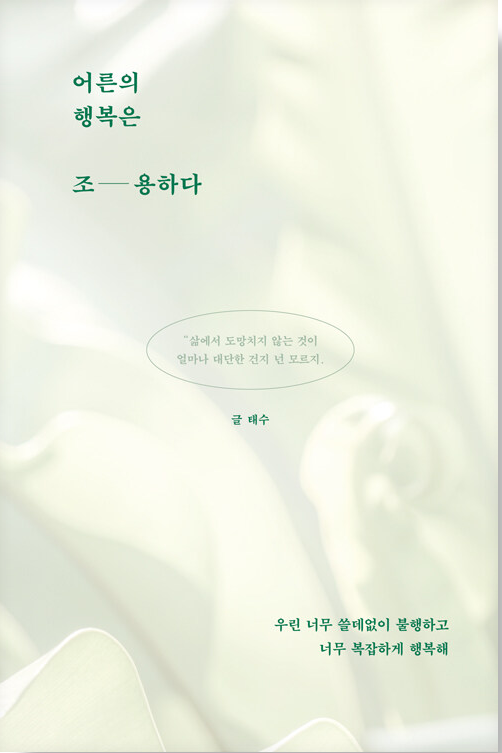 어른의
행복은
조──용하다
“삶에서 도망치지 않는 것이
얼마나 대단한 건지 넌 모르지.
글 태수
우린 너무 쓸데없이 불행하고
너무 복잡하게 행복해